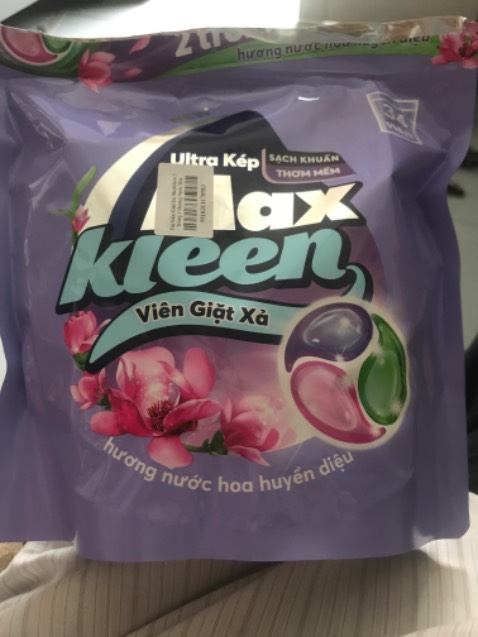 hương nước hoa huyền diệu
Ultra Kép
SẠCH KHUẨN
THƠM MỀM
Max
kleen
Viên Giặt Xả
hương nước hoa huyền diệu